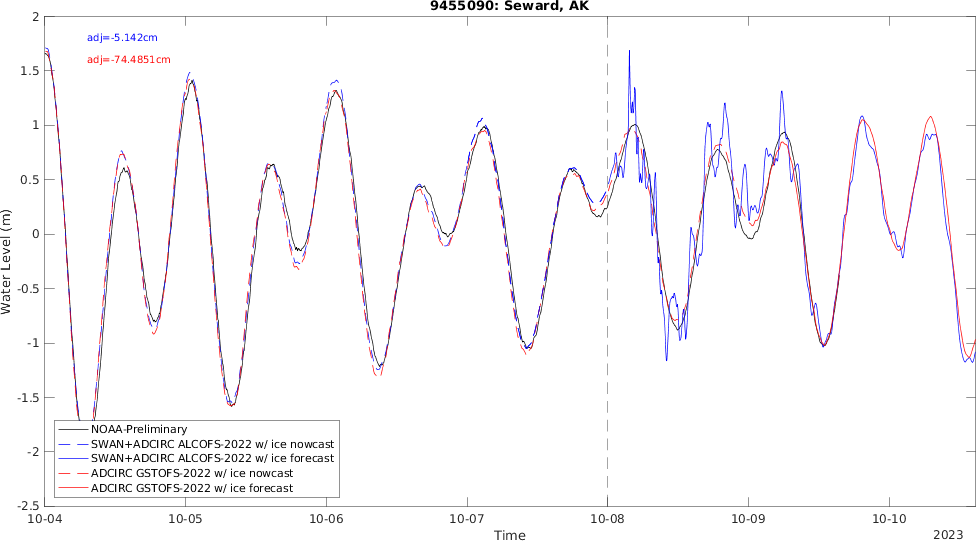 9455090: Seward, AK
adj=-5.142cm
adj=-74.4851cm
Water Level (m)
2
1.5
1
0.5
0
-0.5
-1
-1.5
-2
-2.5
NOAA-Preliminary
SWAN+ADCIRC ALCOFS-2022 w/ ice nowcast
SWAN+ADCIRC ALCOFS-2022 w/ ice forecast
ADCIRC GSTOFS-2022 w/ ice nowcast
ADCIRC GSTOFS-2022 w/ ice forecast
10-04 10-05 10-06 10-07 10-08 10-09 10-10
Time
2023